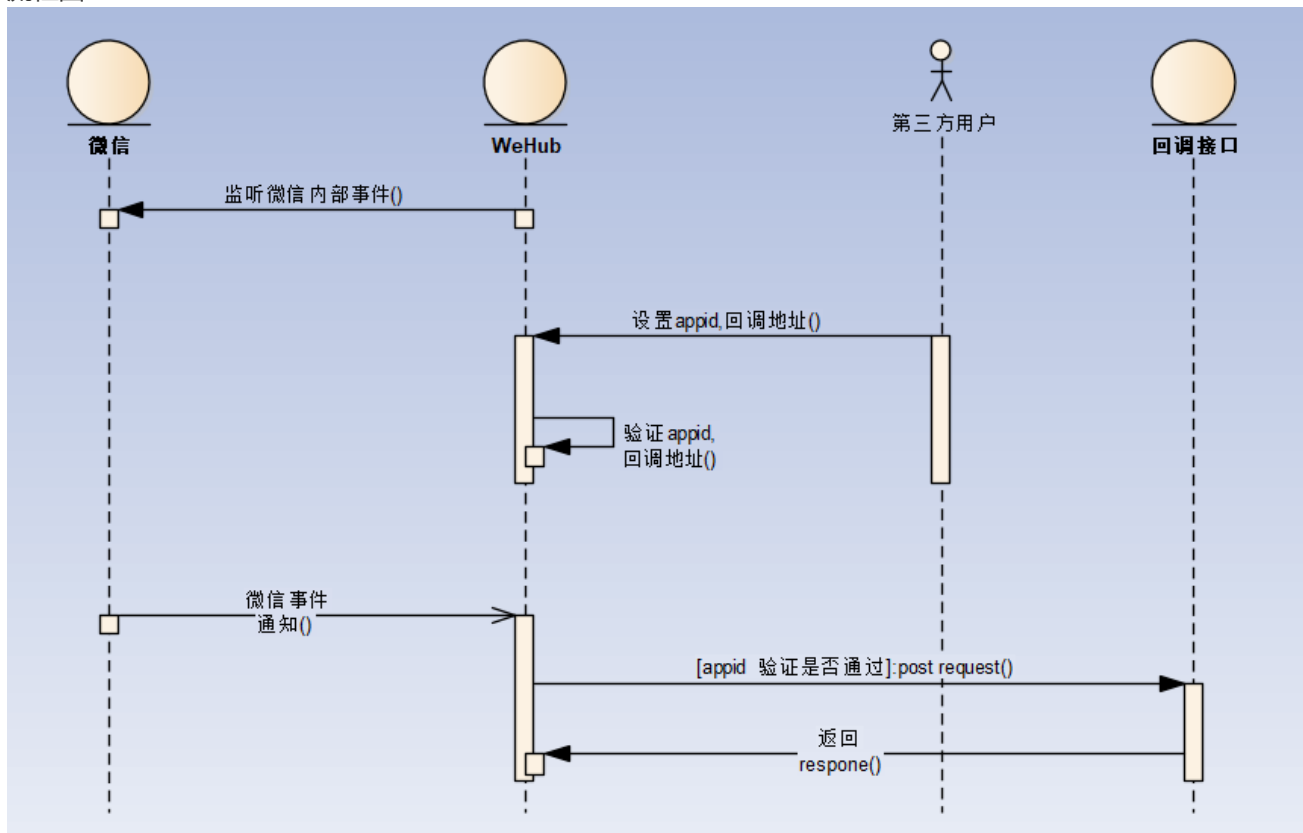 微信
WeHub
第三方用户
回调接口
监听微信内部事件()
设置appid,回调地址()
验证appid,
回调地址()
微信事件
通知()
[appid 验证是否通过]:post request()
返回
respone()